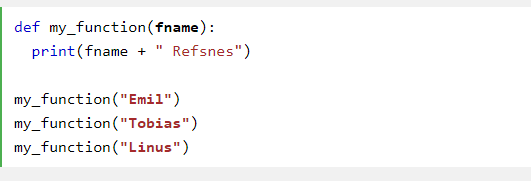 def my_function(fname):
  print(fname + " Refsnes")

my_function("Emil")
my_function("Tobias")
my_function("Linus")